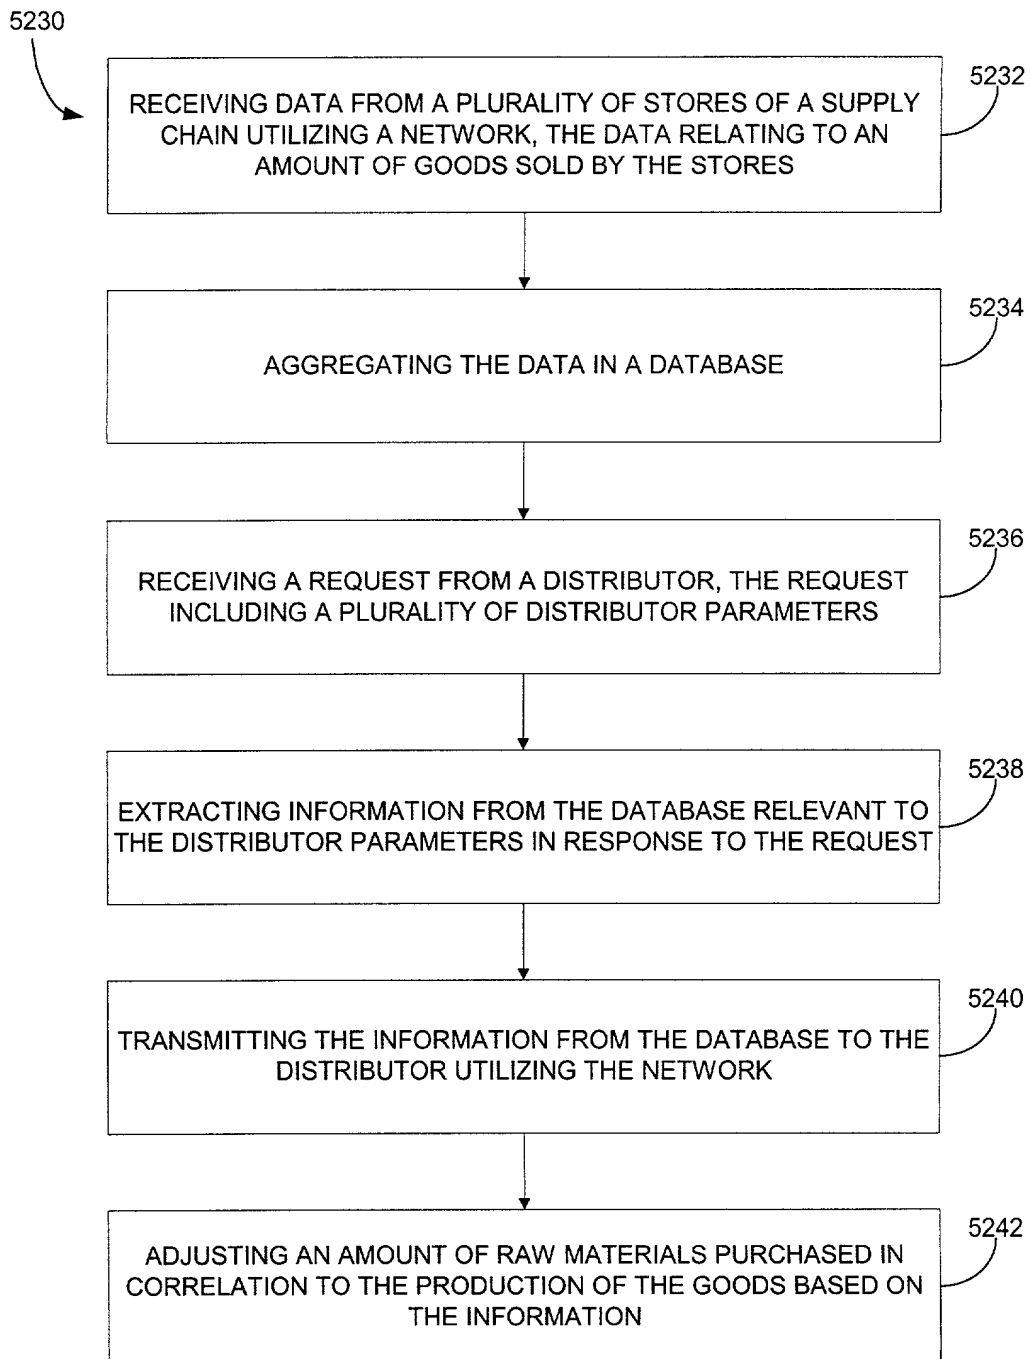 5230
5232
RECEIVING DATA FROM A PLURALITY OF STORES OF A SUPPLY
CHAIN UTILIZING A NETWORK, THE DATA RELATING TO AN
AMOUNT OF GOODS SOLD BY THE STORES
5234
AGGREGATING THE DATA IN A DATABASE
5236
RECEIVING A REQUEST FROM A DISTRIBUTOR, THE REQUEST
INCLUDING A PLURALITY OF DISTRIBUTOR PARAMETERS
5238
EXTRACTING INFORMATION FROM THE DATABASE RELEVANT TO
THE DISTRIBUTOR PARAMETERS IN RESPONSE TO THE REQUEST
5240
TRANSMITTING THE INFORMATION FROM THE DATABASE TO THE
DISTRIBUTOR UTILIZING THE NETWORK
5242
ADJUSTING AN AMOUNT OF RAW MATERIALS PURCHASED IN
CORRELATION TO THE PRODUCTION OF THE GOODS BASED ON
THE INFORMATION